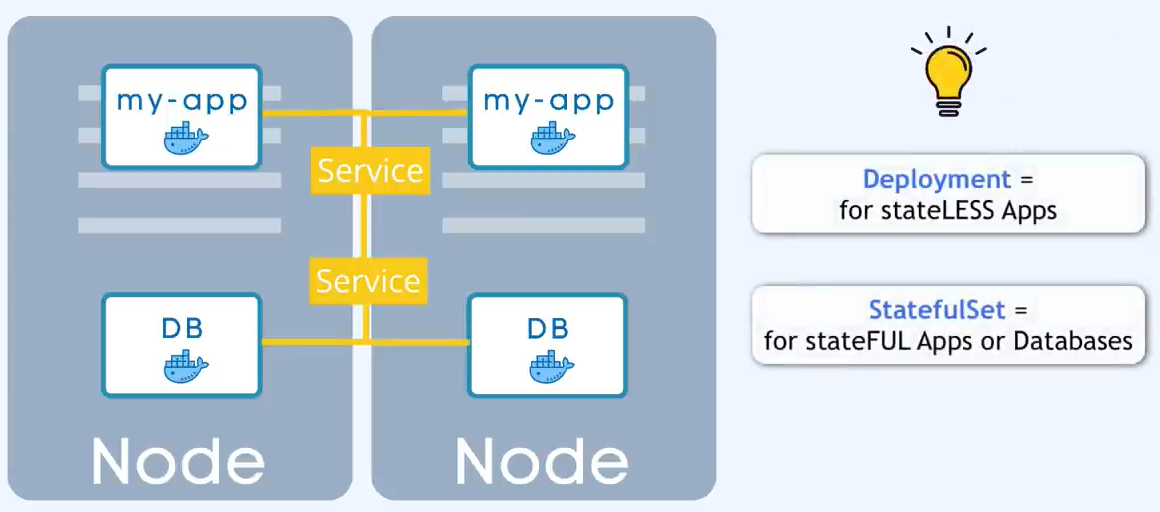 my-app
my-app
Service
Service
DB
DB
Node
Node
Deployment =
for stateLESS Apps
StatefulSet =
for stateFUL Apps or Databases